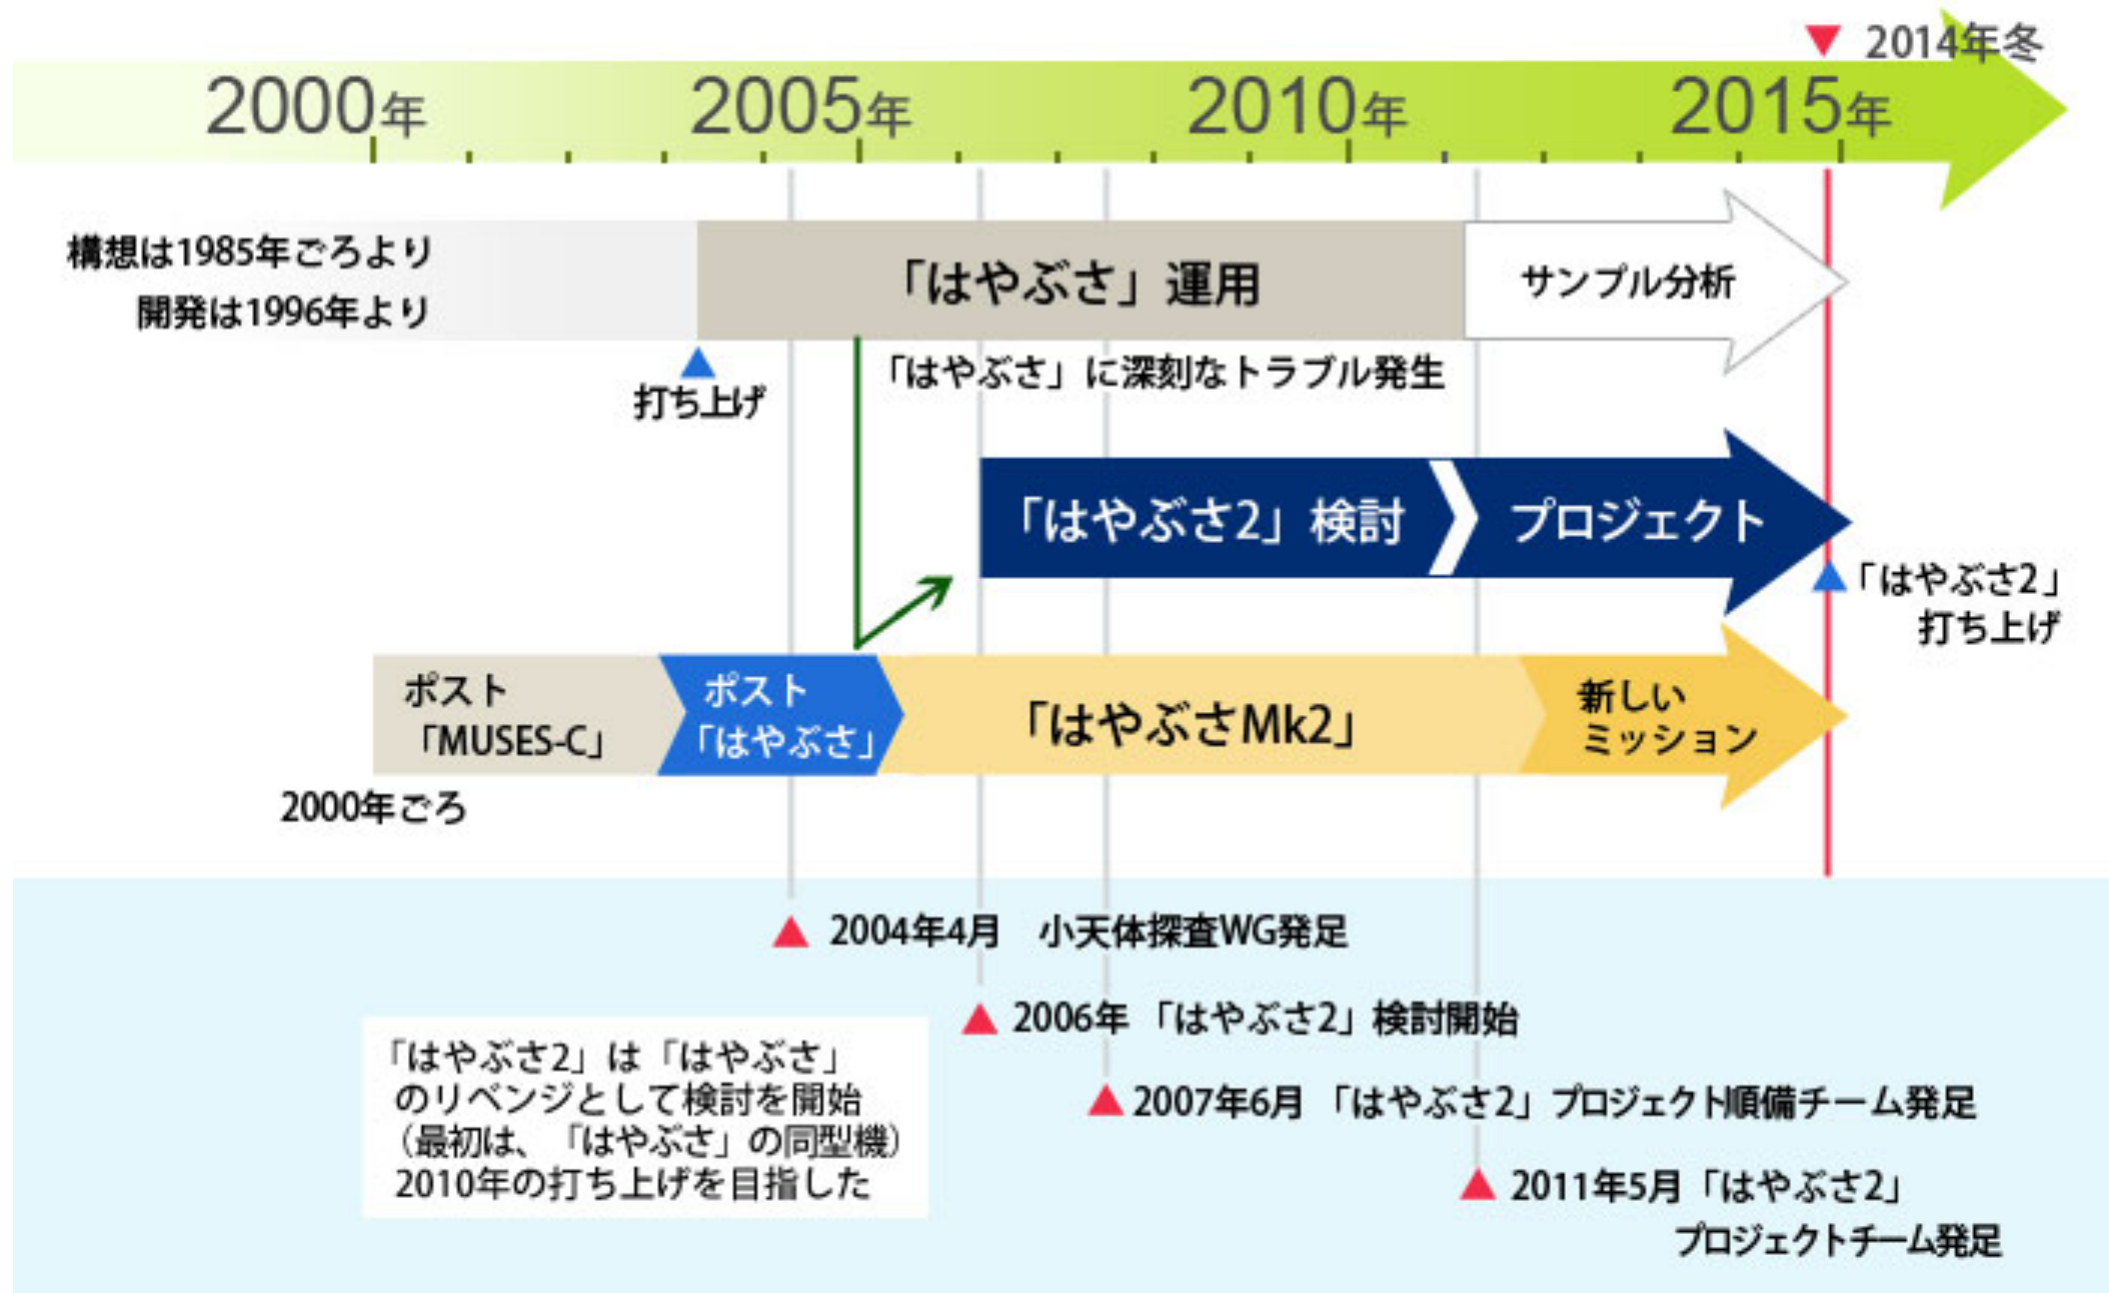 2014年冬
2000年
2005年
2010年
2015年
構想は1985年ごろより
開発は1996年より
「はやぶさ」運用
サンプル分析
打ち上げ
「はやぶさ」に深刻なトラブル発生
「はやぶさ2」検討
プロジェクト
「はやぶさ2」
打ち上げ
ポスト
「MUSES-C」
ポスト
「はやぶさ」
「はやぶさMk2」
新しい
ミッション
2000年ごろ
2004年4月 小天体探査WG発足
2006年「はやぶさ2」検討開始
2007年6月「はやぶさ2」プロジェクト準備チーム発足
2011年5月「はやぶさ2」
プロジェクトチーム発足
「はやぶさ2」は「はやぶさ」
のリベンジとして検討を開始
（最初は、「はやぶさ」の同型機）
2010年の打ち上げを目指した